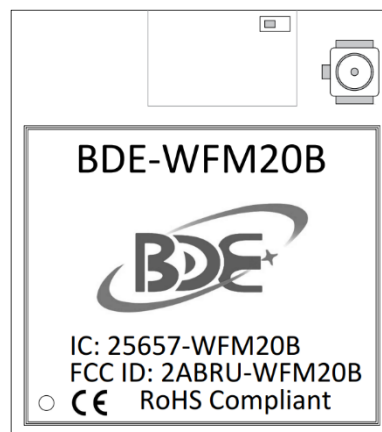 BDE-WFM20B
BDE
IC: 25657-WFM20B
FCC ID: 2ABRU-WFM20B
CE RoHS Compliant